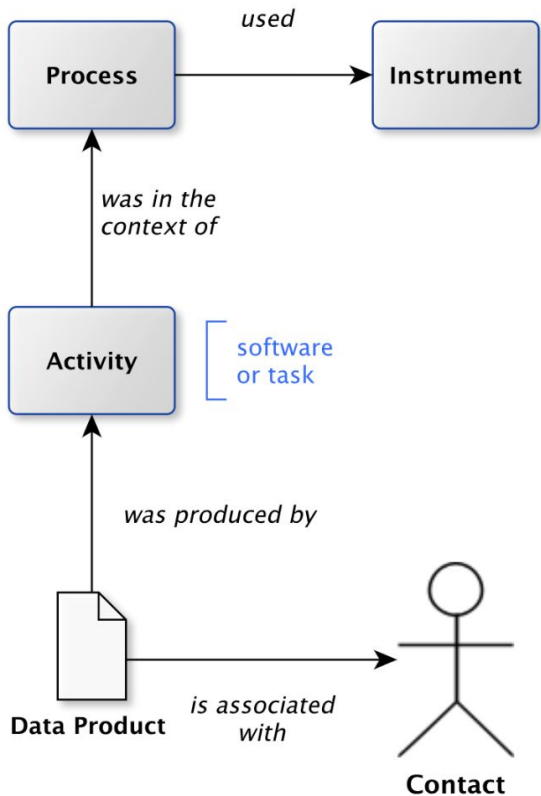 used
Process
Instrument
was in the
context of
Activity
software
or task
was produced by
Data Product
is associated
with
Contact